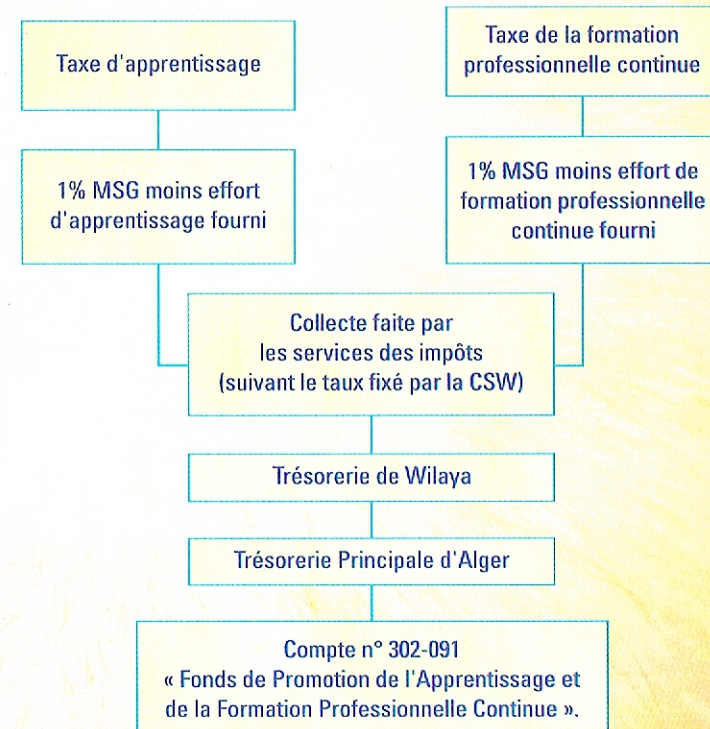 Taxe d'apprentissage
Taxe de la formation
professionnelle continue
1% MSG moins effort
d'apprentissage fourni
1% MSG moins effort de
formation professionnelle
continue fourni
Collecte faite par
les services des impôts
(suivant le taux fixé par la CSW)
Trésorerie de Wilaya
Trésorerie Principale d'Alger
Compte n° 302-091
« Fonds de Promotion de l'Apprentissage et
de la Formation Professionnelle Continue ».